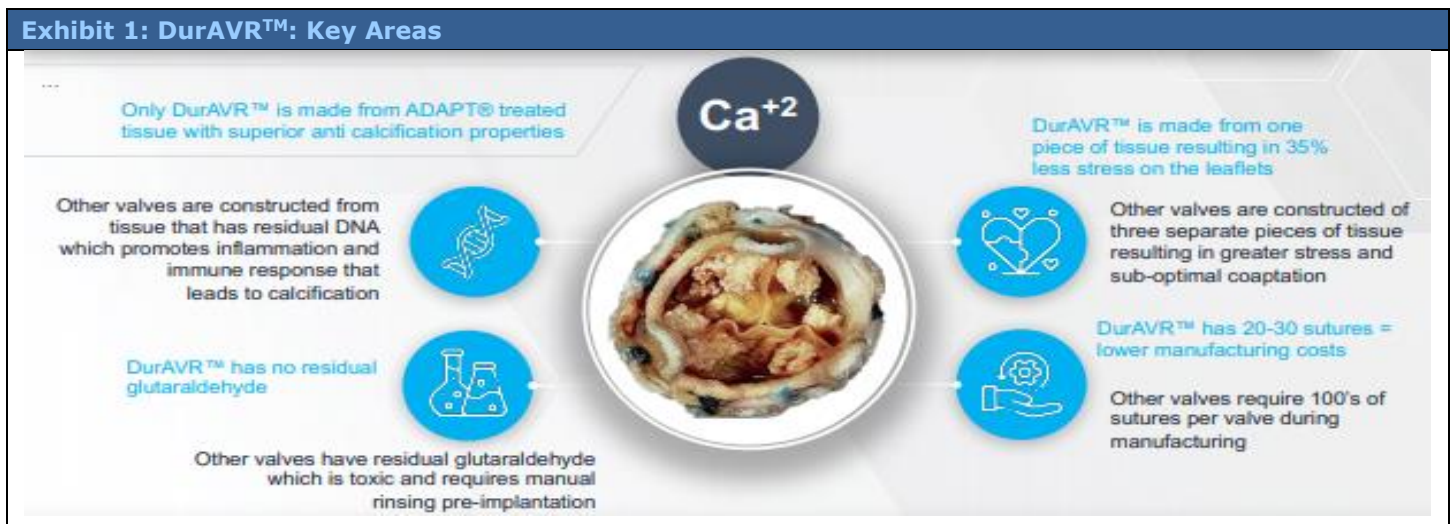 Exhibit 1: DurAVR™: Key Areas
...
Only DurAVR™ is made from ADAPT® treated
tissue with superior anti calcification properties
Ca⁺²
DurAVR™ is made from one
piece of tissue resulting in 35%
less stress on the leaflets
Other valves are constructed from
tissue that has residual DNA
which promotes inflammation and
immune response that
leads to calcification
Other valves are constructed of
three separate pieces of tissue
resulting in greater stress and
sub-optimal coaptation
DurAVR™ has no residual
glutaraldehyde
DurAVR™ has 20-30 sutures =
lower manufacturing costs
Other valves have residual glutaraldehyde
which is toxic and requires manual
rinsing pre-implantation
Other valves require 100's of
sutures per valve during
manufacturing